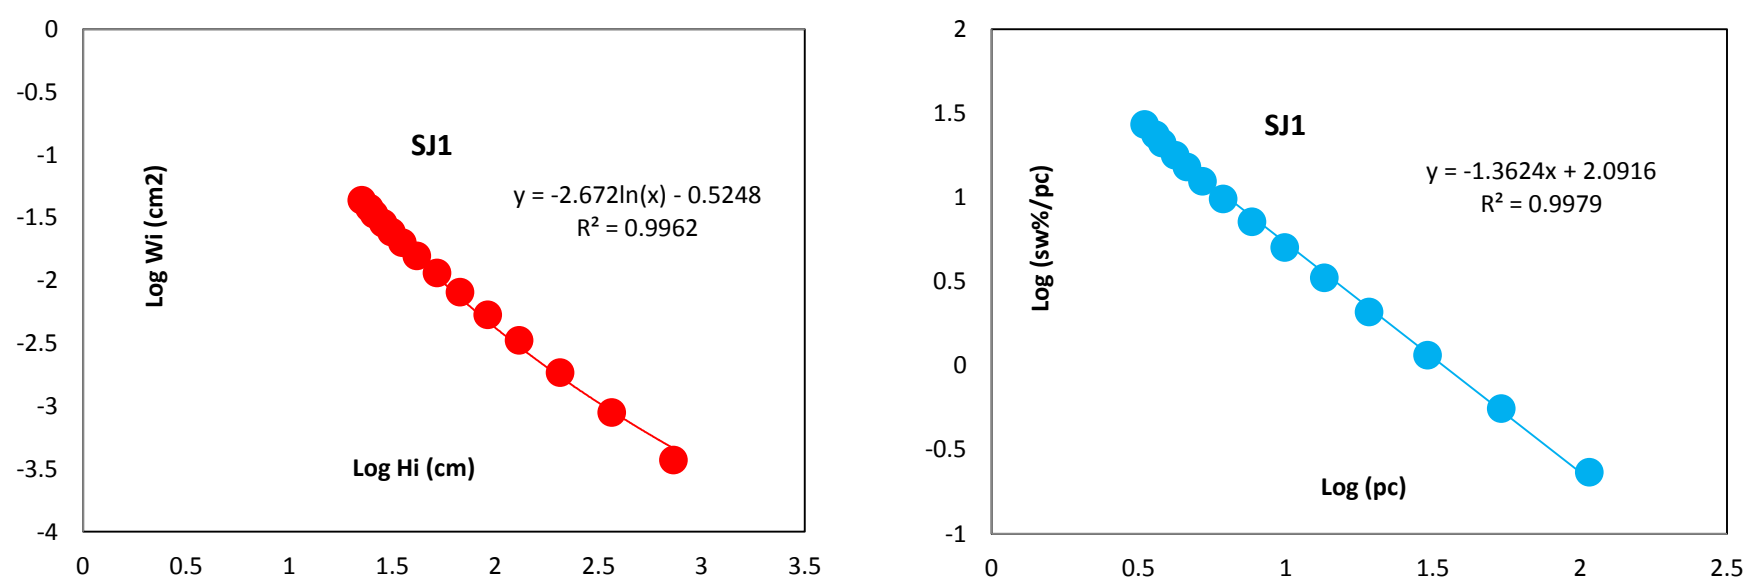 0
-0.5
-1
-1.5
-2
-2.5
-3
-3.5
-4
0 0.5 1 1.5 2 2.5 3 3.5
Log Wi (cm2)
SJ1
y = -2.672ln(x) - 0.5248
R² = 0.9962
Log Hi (cm)
2
1.5
1
0.5
0
-0.5
-1
0 0.5 1 1.5 2 2.5
Log (sw%/pc)
SJ1
y = -1.3624x + 2.0916
R² = 0.9979
Log (pc)